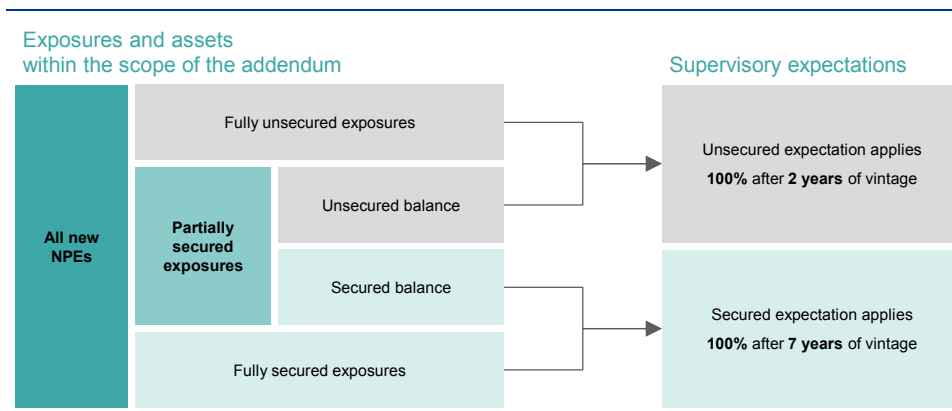 Exposures and assets
within the scope of the addendum
Supervisory expectations
All new
NPEs
Fully unsecured exposures
Partially
secured
exposures
Unsecured balance
Secured balance
Fully secured exposures
Unsecured expectation applies
100% after 2 years of vintage
Secured expectation applies
100% after 7 years of vintage